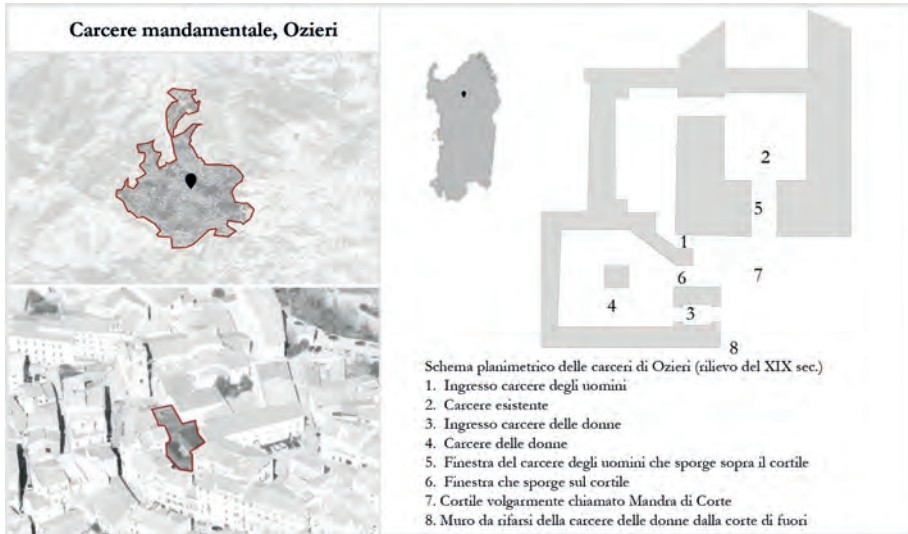 Carcere mandamentale, Ozieri
2
5
1
7
6
4
3
8
Schema planimetrico delle carceri di Ozieri (rilievo del XIX sec.)
1. Ingresso carcere degli uomini
2. Carcere esistente
3. Ingresso carcere delle donne
4. Carcere delle donne
5. Finestra del carcere degli uomini che sporge sopra il cortile
6. Finestra che sporge sul cortile
7. Cortile volgarmente chiamato Mandra di Corte
8. Muro da rifarsi della carcere delle donne dalla corte di fuori